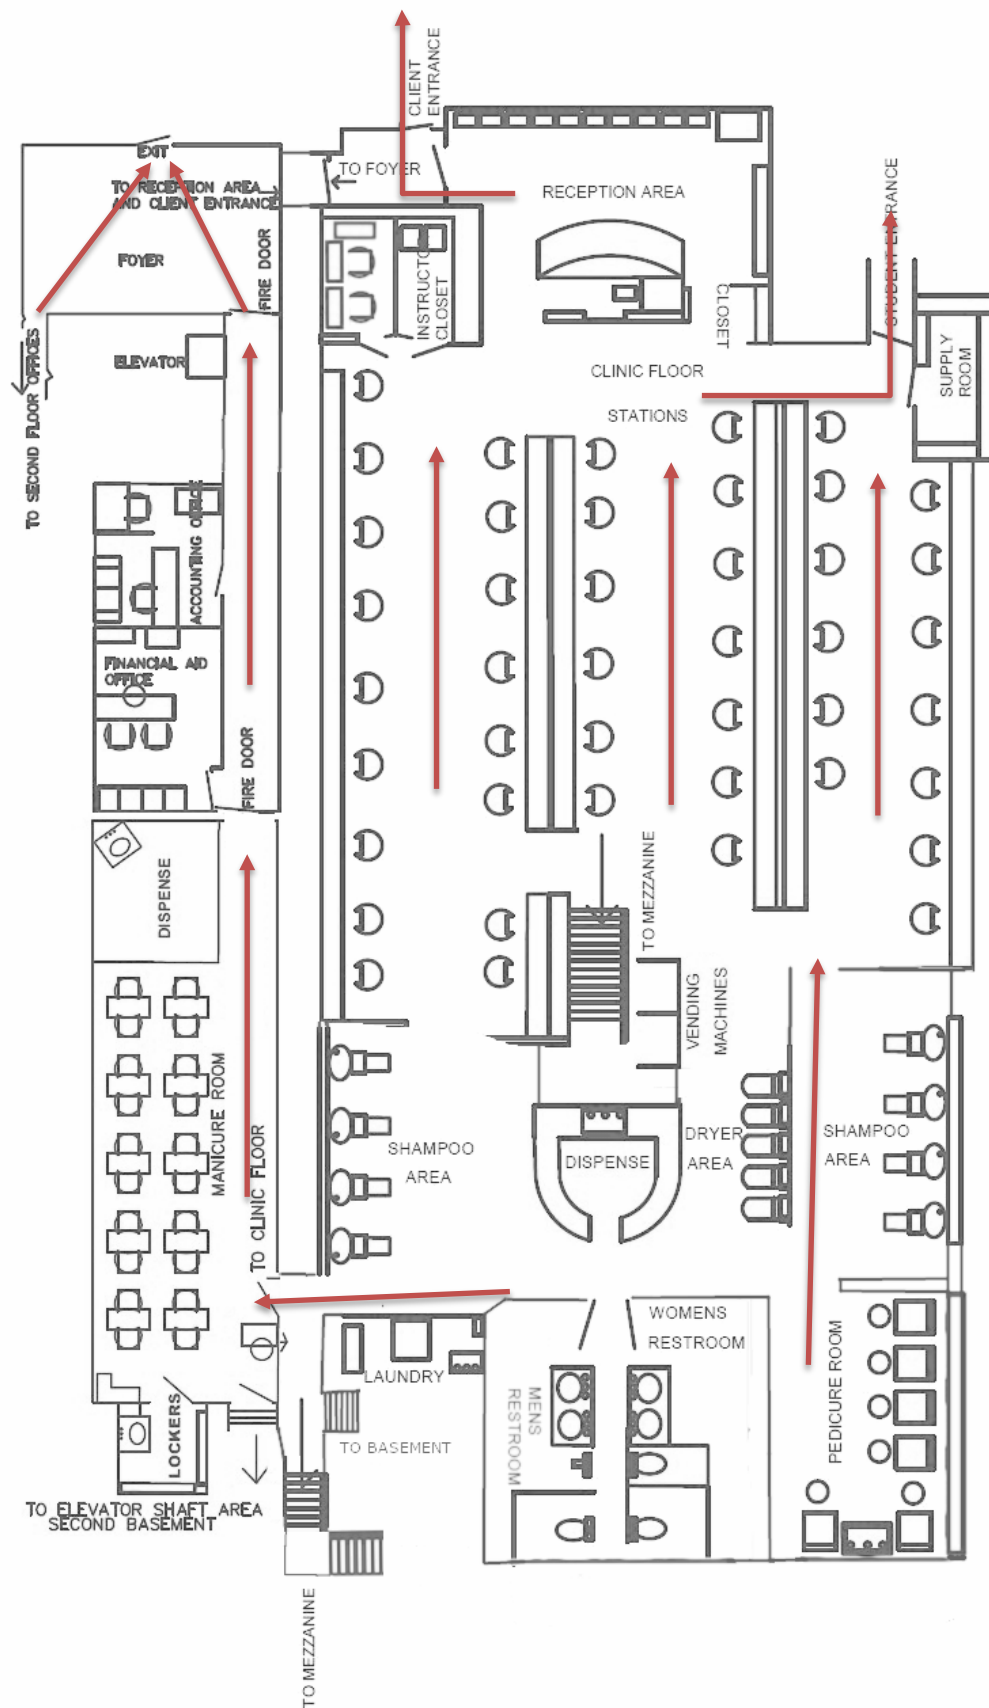 CLIENT
ENTRANCE
EXIT
TO FOYER
TO RECEPTION AREA
AND CLIENT ENTRANCE
RECEPTION AREA
STUDENT ENTRANCE
FOYER
FIRE DOOR
INSTRUCTOR
CLOSET
CLOSET
TO SECOND FLOOR OFFICES
ELEVATOR
CLINIC FLOOR
STATIONS
SUPPLY
ROOM
ACCOUNTING OFFICE
FINANCIAL AID
OFFICE
FIRE DOOR
DISPENSE
TO MEZZANINE
VENDING
MACHINES
MANICURE ROOM
TO CLINIC FLOOR
SHAMPOO
AREA
DISPENSE
DRYER
AREA
SHAMPOO
AREA
WOMENS
RESTROOM
LAUNDRY
MENS
RESTROOM
PEDICURE ROOM
LOCKERS
TO BASEMENT
TO ELEVATOR SHAFT AREA
SECOND BASEMENT
TO MEZZANINE